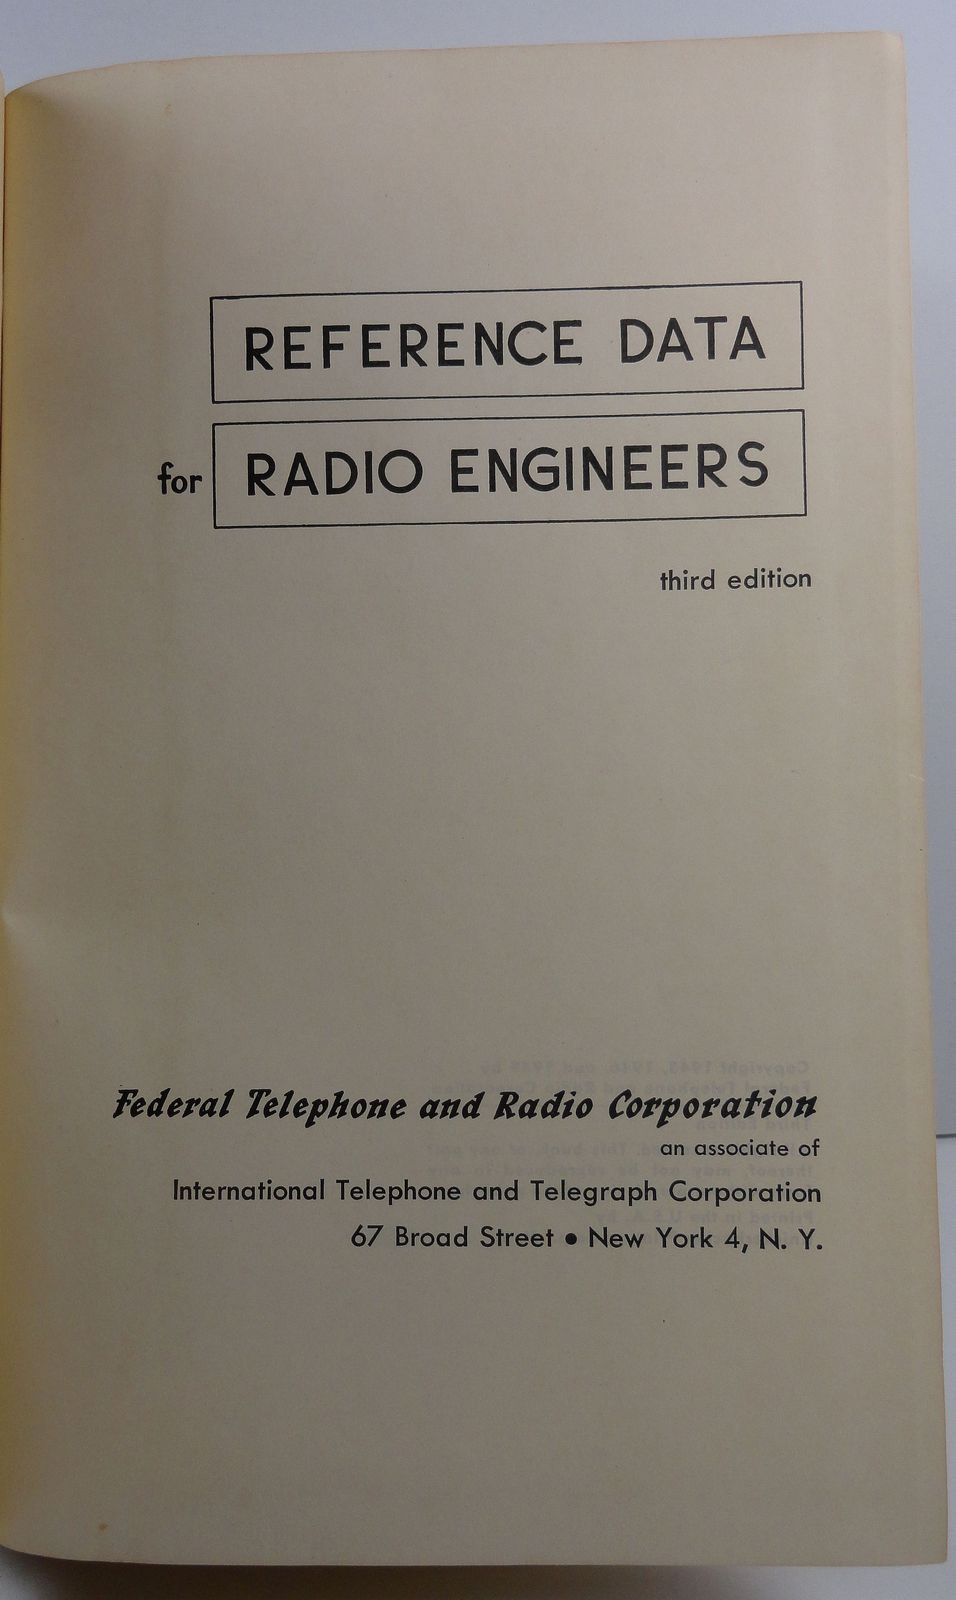 REFERENCE DATA
for RADIO ENGINEERS
third edition
Federal Telephone and Radio Corporation
an associate of
International Telephone and Telegraph Corporation
67 Broad Street • New York 4, N. Y.